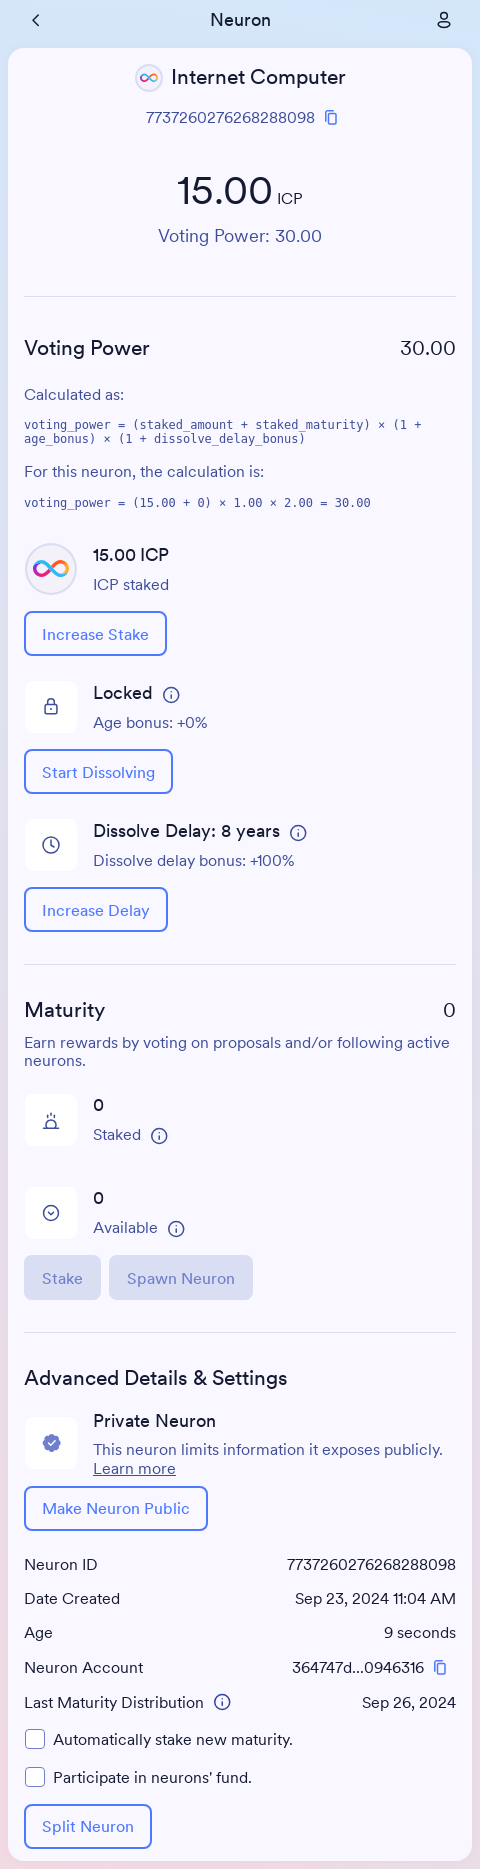 Neuron
Internet Computer
7737260276268288098
15.00 ICP
Voting Power: 30.00
Voting Power 30.00
Calculated as:
voting_power = (staked_amount + staked_maturity) × (1 +
age_bonus) × (1 + dissolve_delay_bonus)
For this neuron, the calculation is:
voting_power = (15.00 + 0) × 1.00 × 2.00 = 30.00
15.00 ICP
ICP staked
Increase Stake
Locked
Age bonus: +0%
Start Dissolving
Dissolve Delay: 8 years
Dissolve delay bonus: +100%
Increase Delay
Maturity 0
Earn rewards by voting on proposals and/or following active
neurons.
0
Staked
0
Available
Stake Spawn Neuron
Advanced Details & Settings
Private Neuron
This neuron limits information it exposes publicly.
Learn more
Make Neuron Public
Neuron ID 7737260276268288098
Date Created Sep 23, 2024 11:04 AM
Age 9 seconds
Neuron Account 364747d...0946316
Last Maturity Distribution Sep 26, 2024
Automatically stake new maturity.
Participate in neurons' fund.
Split Neuron